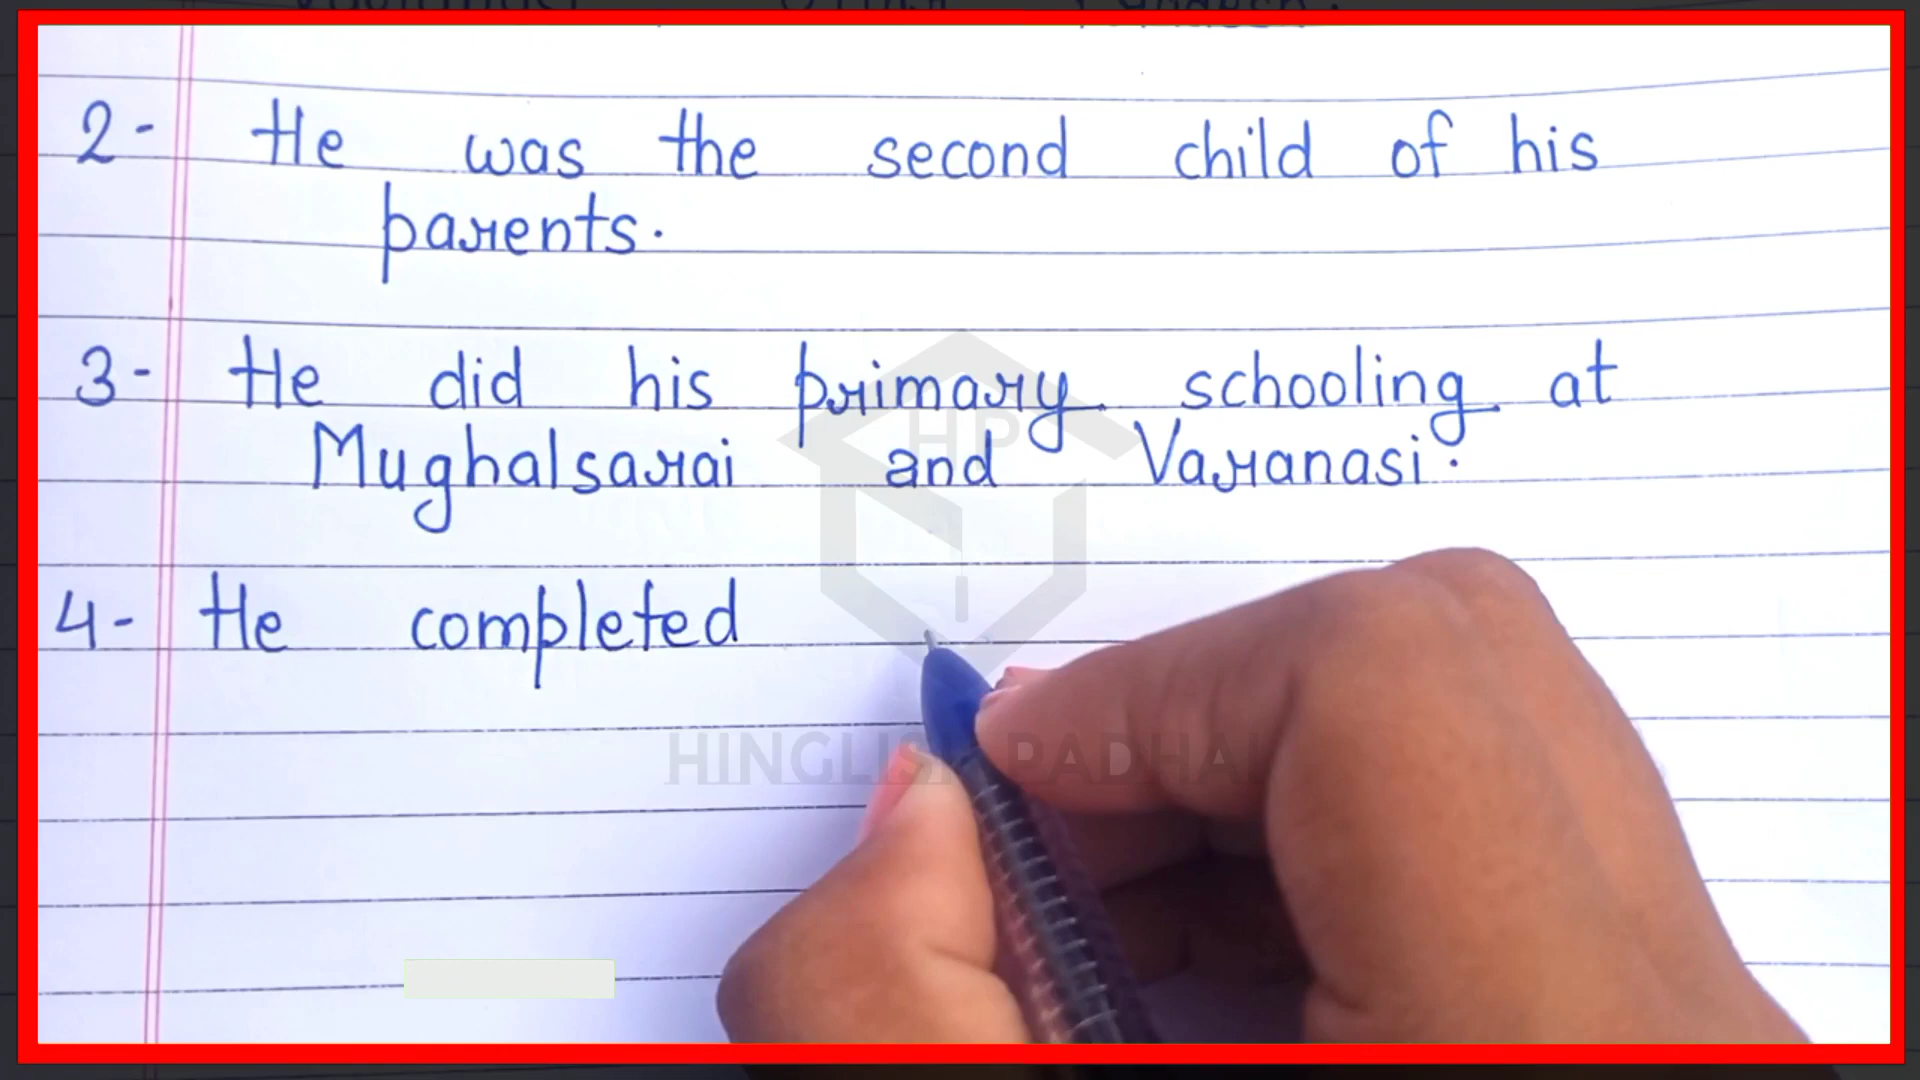 2- He was the second child of his
parents.
3- He did his primary schooling at
Mughalsarai and Varanasi.
4- He completed
HP
HINGLISH PADHAI